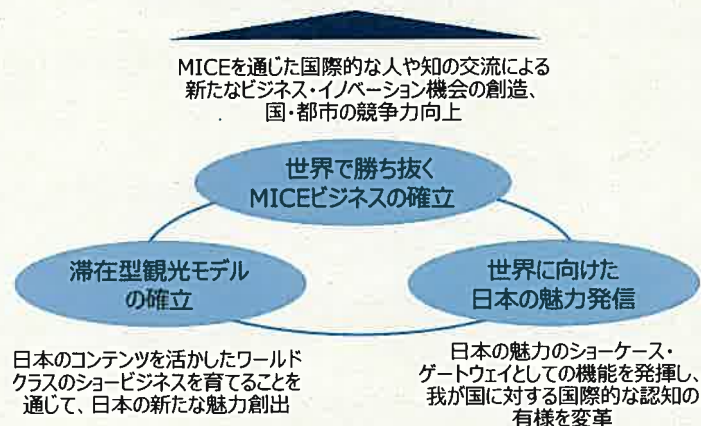 MICEを通じた国際的な人や知の交流による
新たなビジネス・イノベーション機会の創造、
国・都市の競争力向上
世界で勝ち抜く
MICEビジネスの確立
滞在型観光モデル
の確立
世界に向けた
日本の魅力発信
日本のコンテンツを活かしたワールド
クラスのショービジネスを育てることを
通じて、日本の新たな魅力創出
日本の魅力のショーケース・
ゲートウェイとしての機能を発揮し、
我が国に対する国際的な認知の
有様を変革